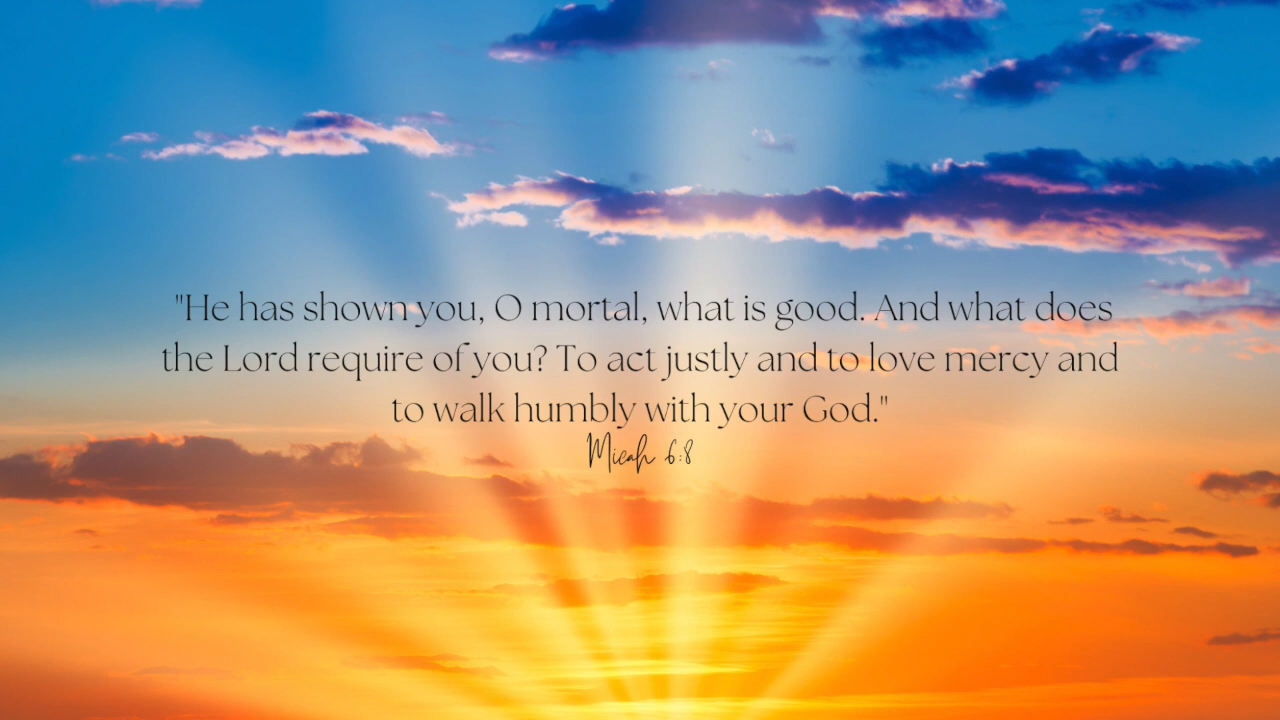 "He has shown you, O mortal, what is good. And what does
the Lord require of you? To act justly and to love mercy and
to walk humbly with your God."
Micah 6:8